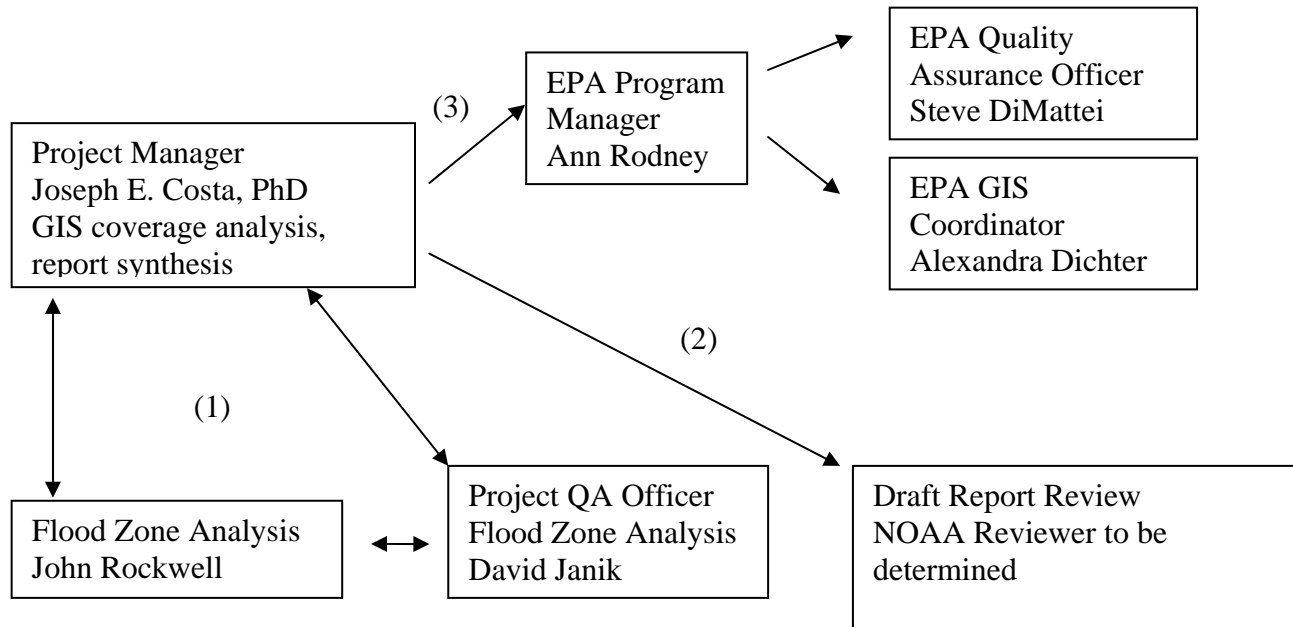 EPA Quality
Assurance Officer
Steve DiMattei
EPA Program
Manager
Ann Rodney
(3)
Project Manager
Joseph E. Costa, PhD
GIS coverage analysis,
report synthesis
EPA GIS
Coordinator
Alexandra Dichter
(2)
(1)
Flood Zone Analysis
John Rockwell
Project QA Officer
Flood Zone Analysis
David Janik
Draft Report Review
NOAA Reviewer to be
determined